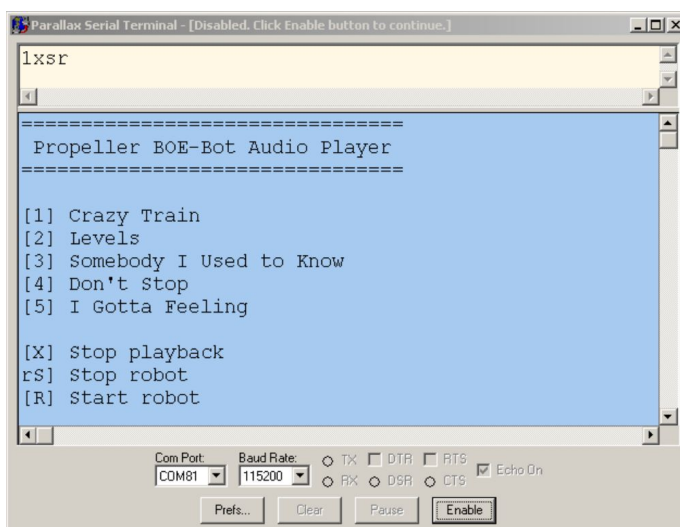 Parallax Serial Terminal - [Disabled. Click Enable button to continue.]
1xsr
================================
Propeller BOE-Bot Audio Player
================================
[1] Crazy Train
[2] Levels
[3] Somebody I Used to Know
[4] Don't Stop
[5] I Gotta Feeling
[X] Stop playback
rS] Stop robot
[R] Start robot
Com Port: Baud Rate: TX DTR RTS
COM81 115200 RX DSR CTS Echo On
Prefs... Clear Pause Enable